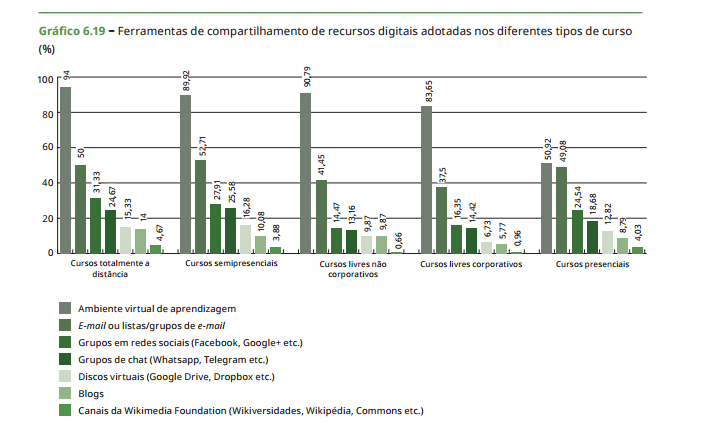 Gráfico 6.19 – Ferramentas de compartilhamento de recursos digitais adotadas nos diferentes tipos de curso
(%)
100
80
60
40
20
0
94
50
31,33
24,67
15,33
14
4,67
89,92
52,71
27,91
25,58
16,28
10,08
3,88
90,79
41,45
14,47
13,16
9,87
9,87
0,66
83,65
37,5
16,35
14,42
6,73
5,77
0,96
50,92
49,08
24,54
18,68
12,82
8,79
4,03
Cursos totalmente a
distância
Cursos semipresenciais
Cursos livres não
corporativos
Cursos livres corporativos
Cursos presenciais
Ambiente virtual de aprendizagem
E-mail ou listas/grupos de e-mail
Grupos em redes sociais (Facebook, Google+ etc.)
Grupos de chat (Whatsapp, Telegram etc.)
Discos virtuais (Google Drive, Dropbox etc.)
Blogs
Canais da Wikimedia Foundation (Wikiversidades, Wikipédia, Commons etc.)